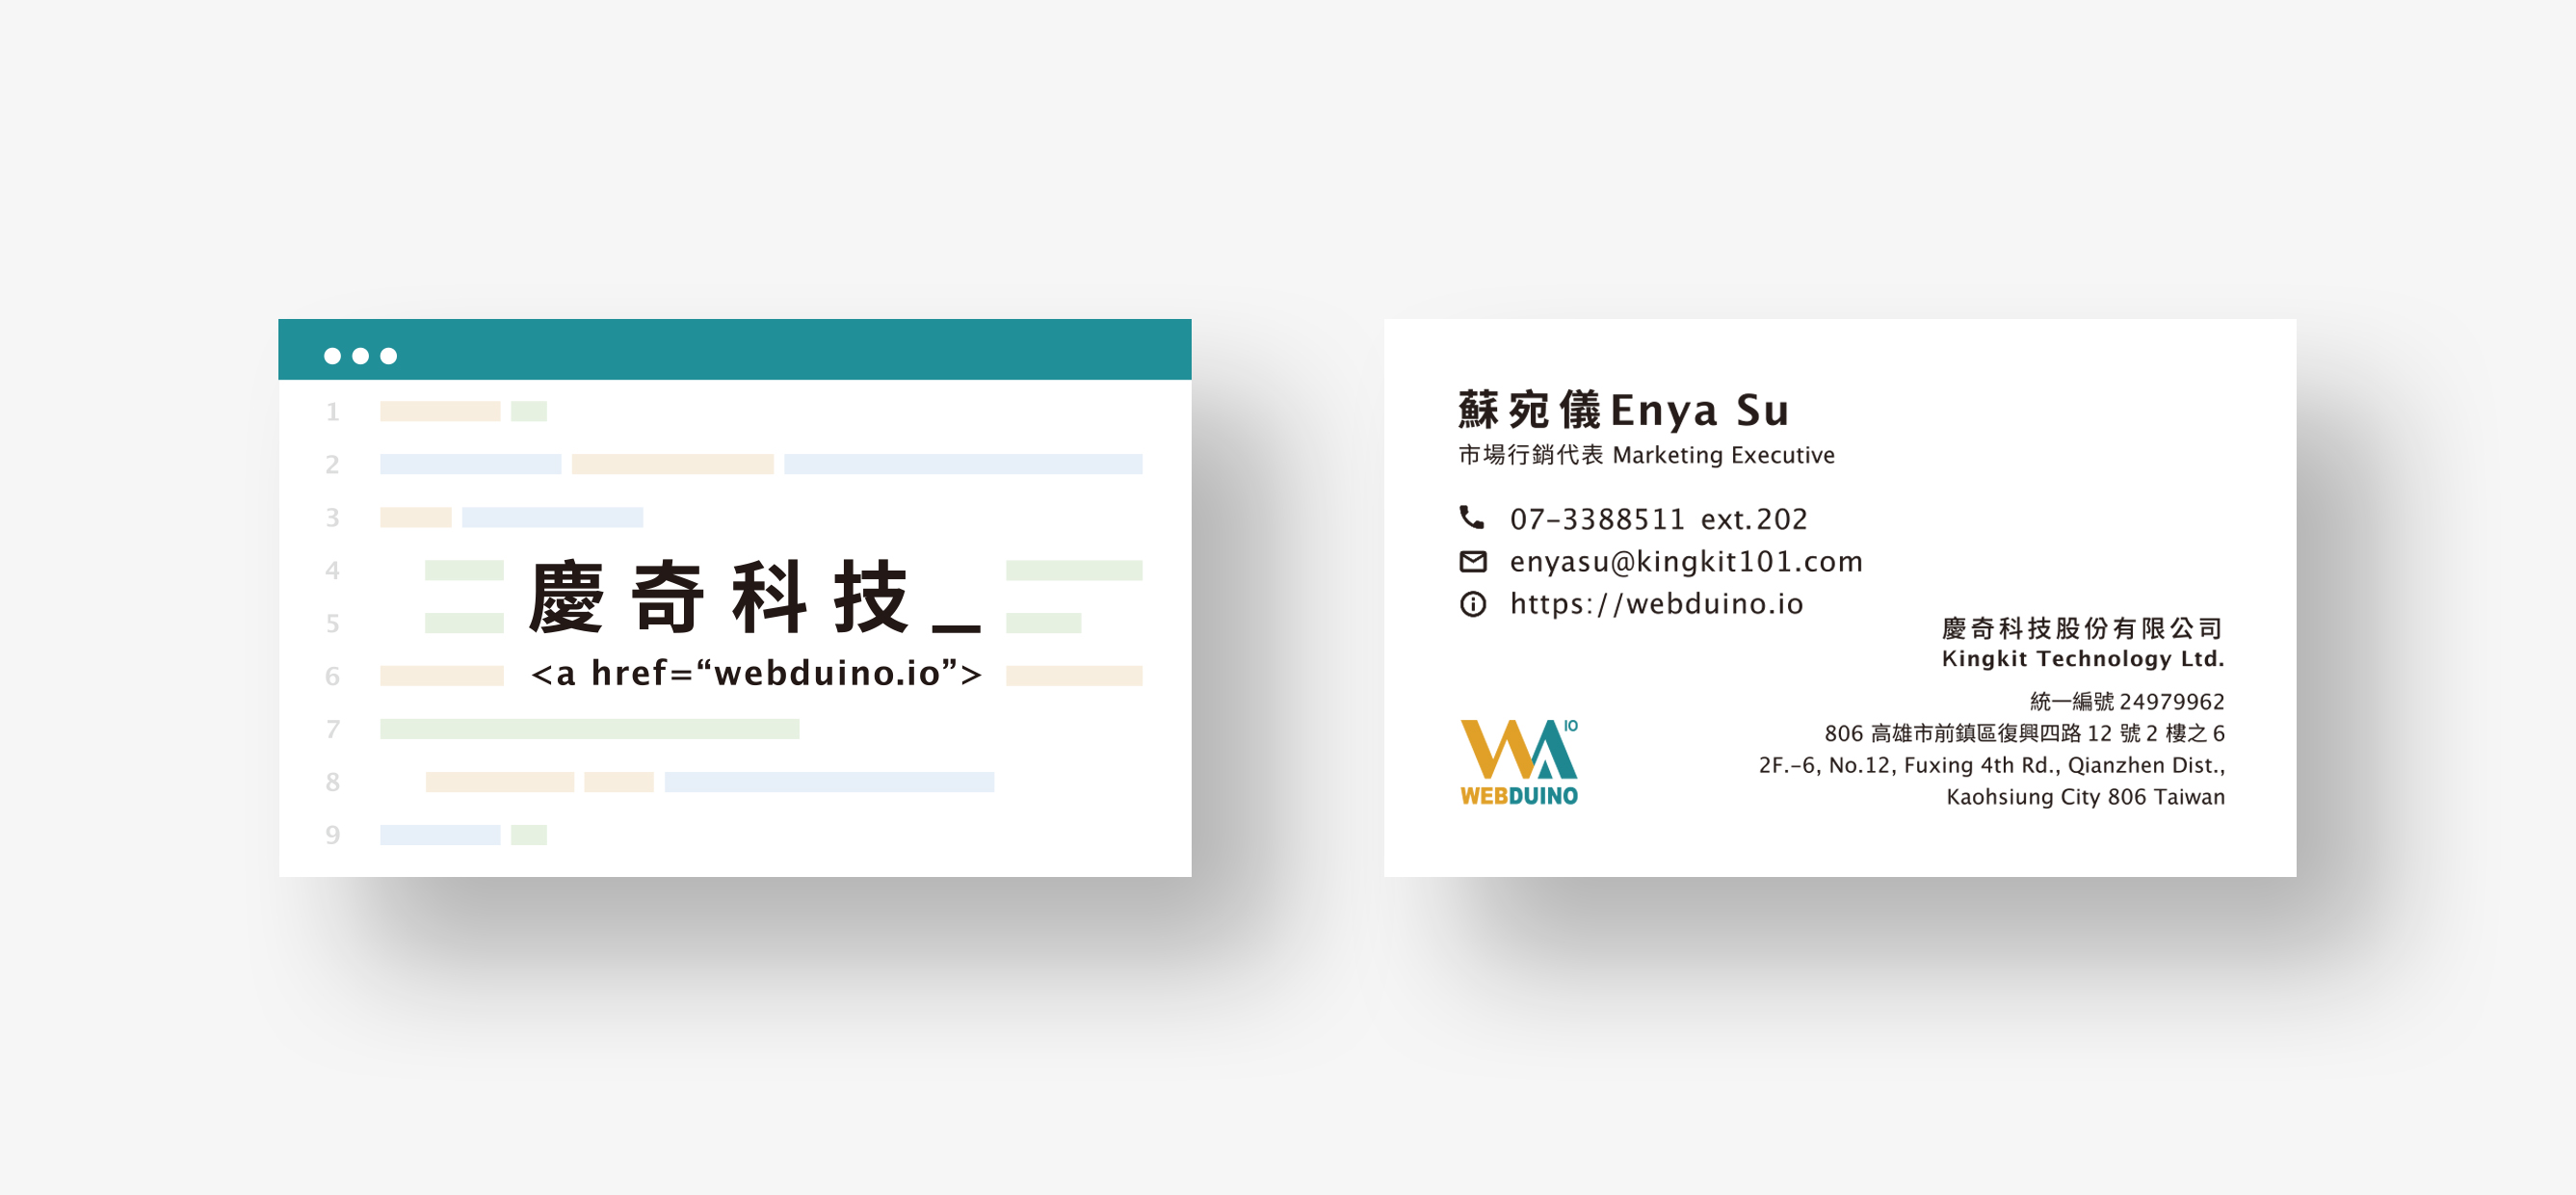 1
2
3
4
5
6
7
8
9
慶奇科技_
<a href=“webduino.io”>
蘇宛儀 Enya Su
市場行銷代表 Marketing Executive
07-3388511 ext.202
enyasu@kingkit101.com
https://webduino.io
慶奇科技股份有限公司
Kingkit Technology Ltd.
統一編號 24979962
806 高雄市前鎮區復興四路 12 號 2 樓之 6
2F.-6, No.12, Fuxing 4th Rd., Qianzhen Dist.,
Kaohsiung City 806 Taiwan
WA IO
WEBDUINO